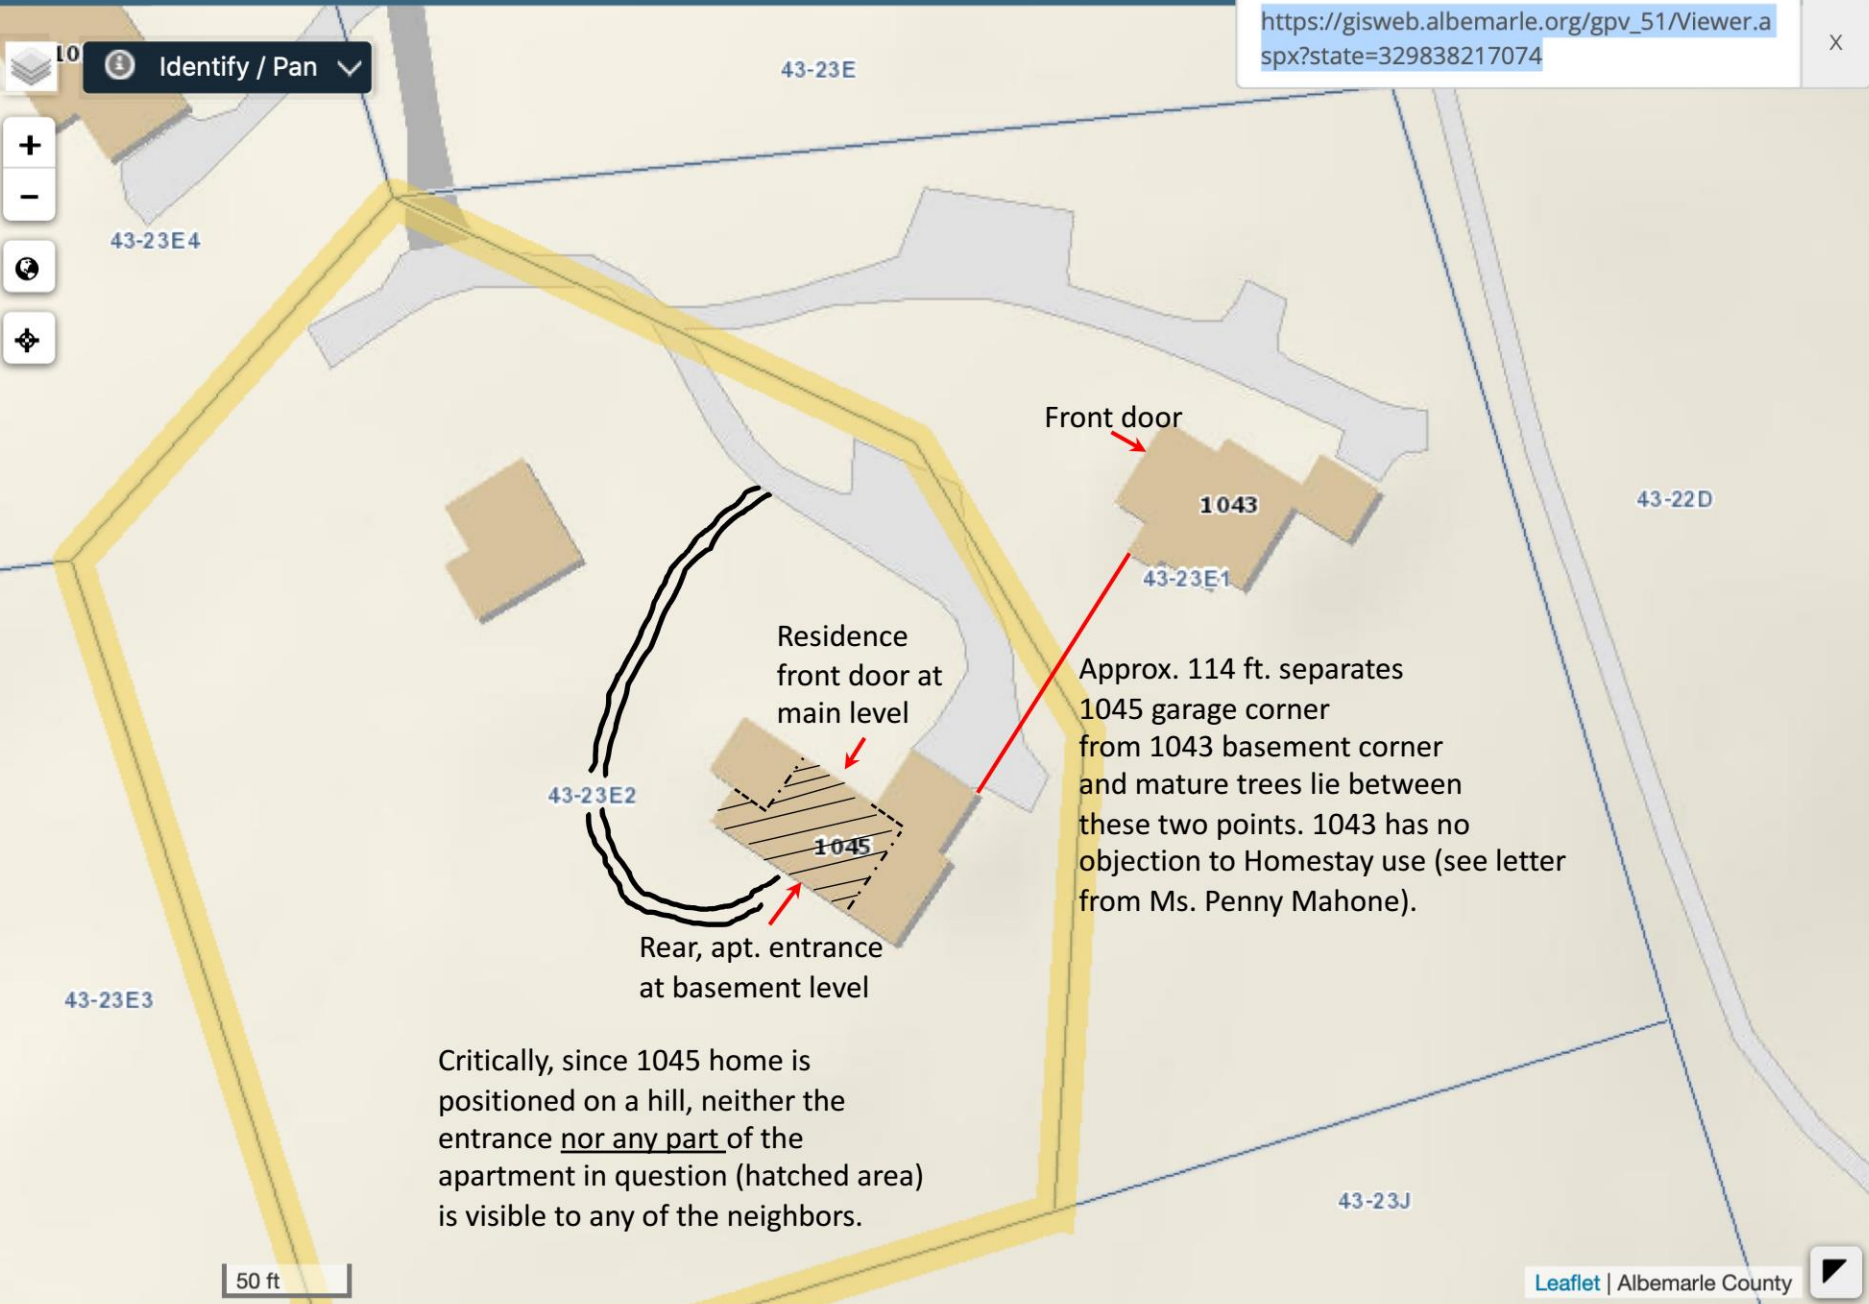 https://gisweb.albemarle.org/gpv_51/Viewer.a
spx?state=329838217074
X
10
Identify / Pan
43-23E
+
−
43-23E4
Front door
1043
43-22D
43-23E1
Residence
front door at
main level
Approx. 114 ft. separates
1045 garage corner
from 1043 basement corner
and mature trees lie between
these two points. 1043 has no
objection to Homestay use (see letter
from Ms. Penny Mahone).
43-23E2
1045
Rear, apt. entrance
at basement level
43-23E3
Critically, since 1045 home is
positioned on a hill, neither the
entrance nor any part of the
apartment in question (hatched area)
is visible to any of the neighbors.
43-23J
50 ft
Leaflet | Albemarle County